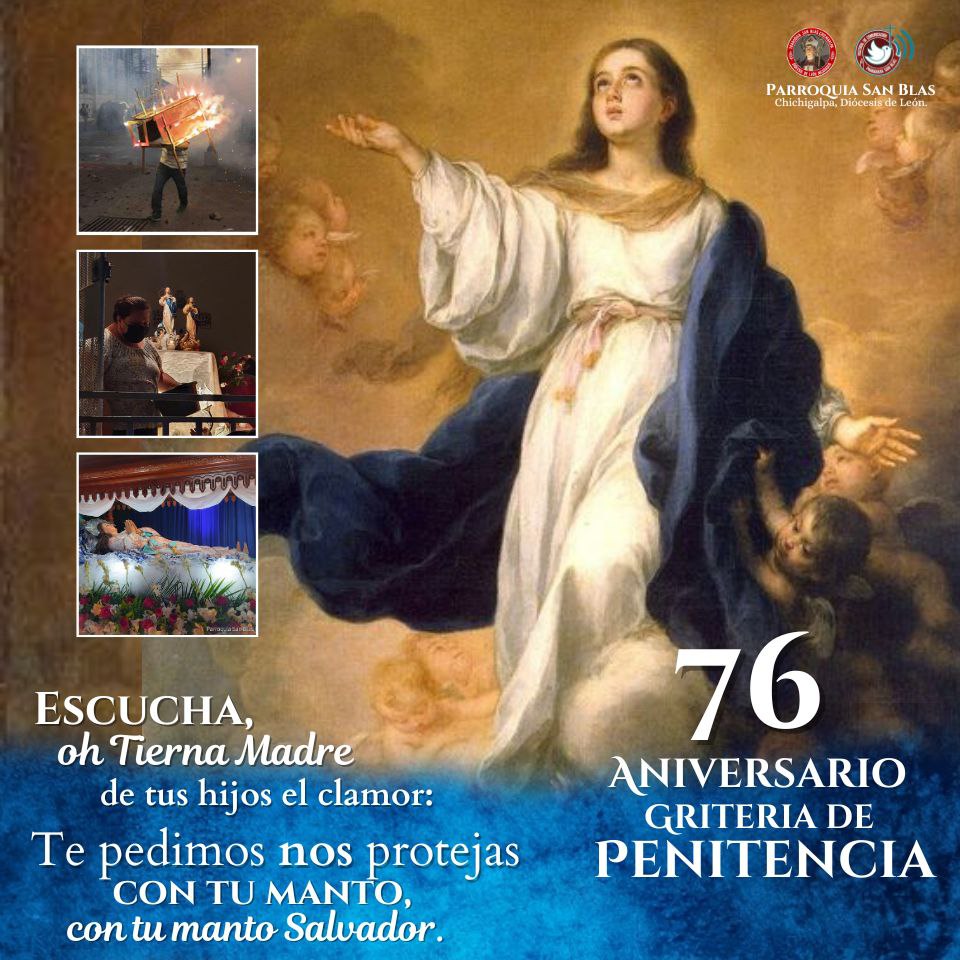 PARROQUIA SAN BLAS
Chichigalpa, Diócesis de León.
Parroquia San Blas
ESCUCHA,
oh Tierna Madre
de tus hijos el clamor:
Te pedimos nos protejas
CON TU MANTO,
con tu manto Salvador.
76
ANIVERSARIO
GRITERIA DE
PENITENCIA